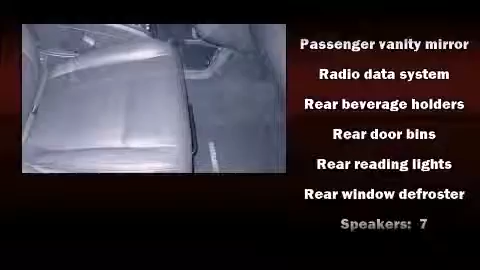 Passenger vanity mirror
Radio data system
Rear beverage holders
Rear door bins
Rear reading lights
Rear window defroster
Speakers: 7